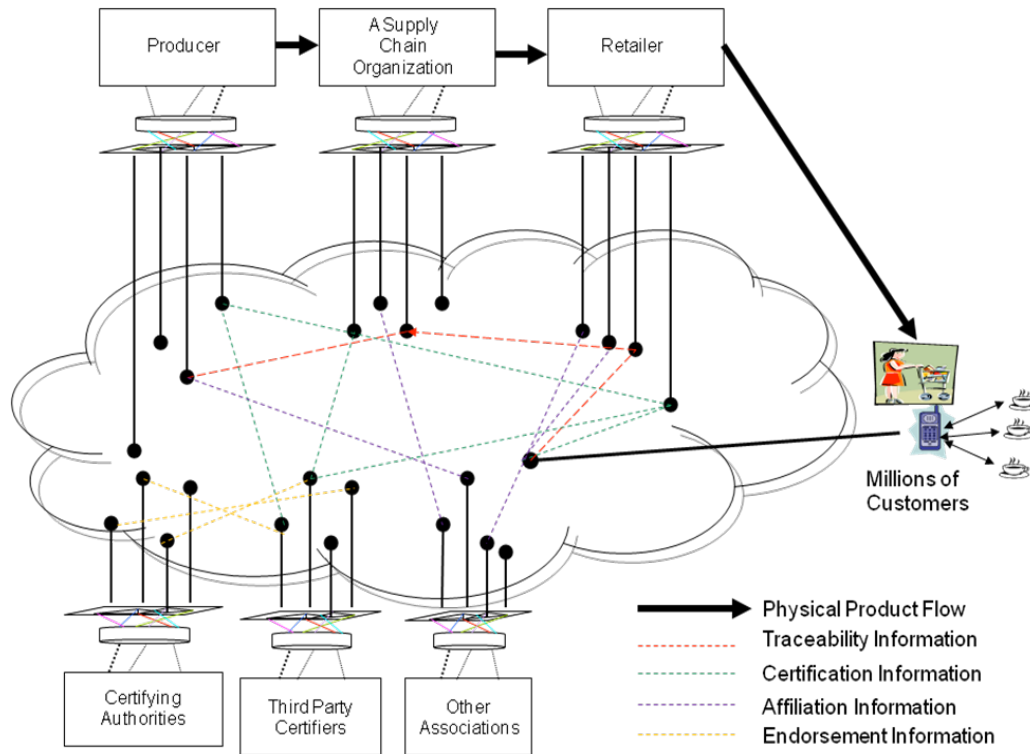 Producer
A Supply
Chain
Organization
Retailer
Millions of
Customers
Physical Product Flow
Traceability Information
Certification Information
Affiliation Information
Endorsement Information
Certifying
Authorities
Third Party
Certifiers
Other
Associations